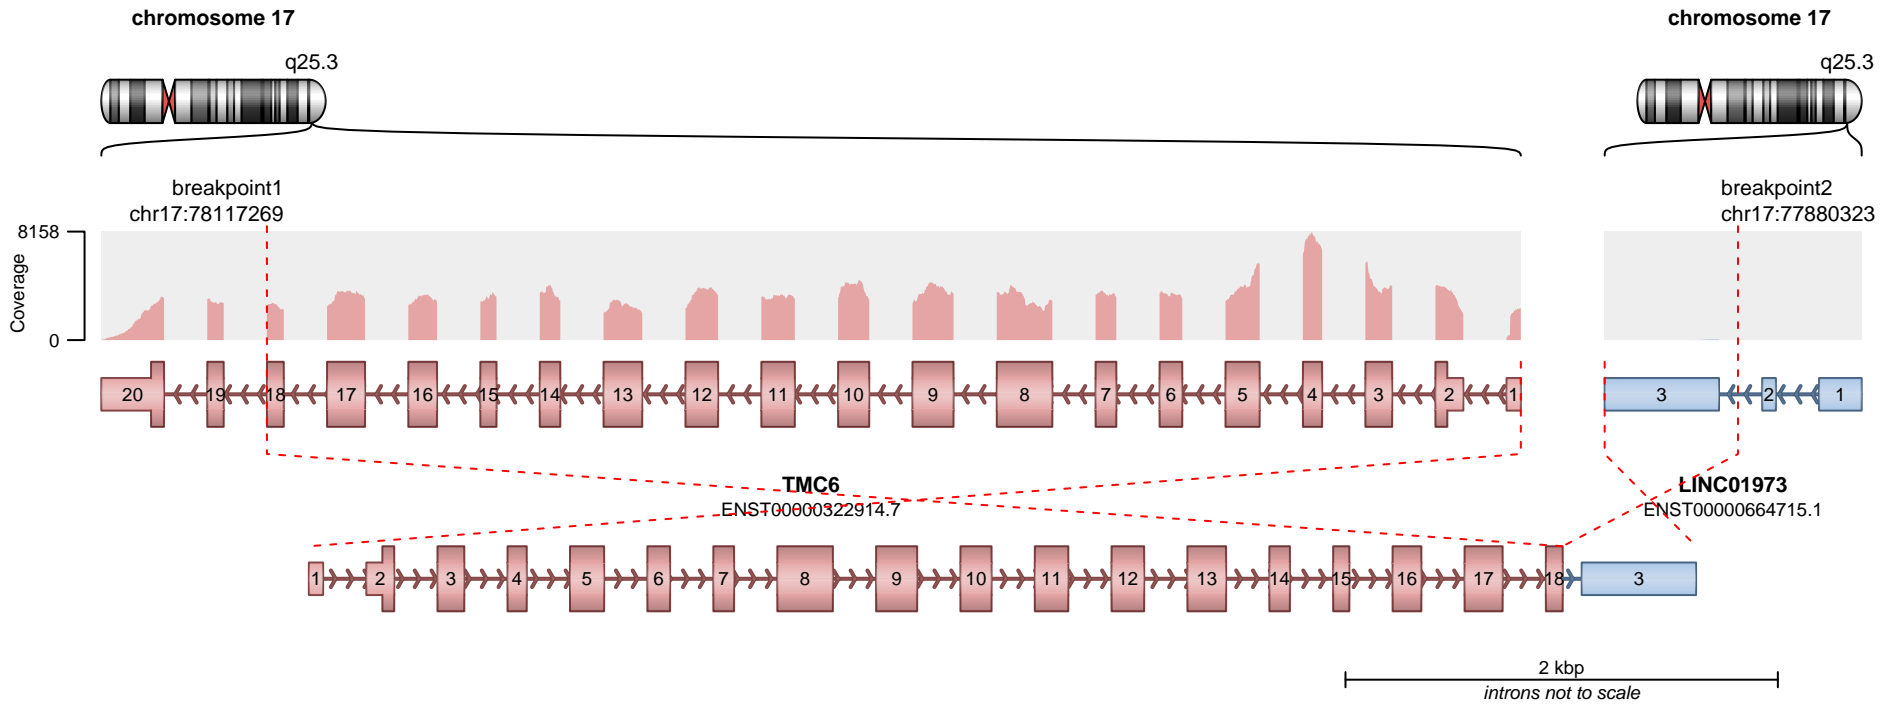 chromosome 17
chromosome 17
q25.3
q25.3
breakpoint1
chr17:78117269
breakpoint2
chr17:77880323
8158
Coverage
0
20 19 18 17 16 15 14 13 12 11 10 9 8 7 6 5 4 3 2 1
3 2 1
TMC6
ENST00000322914.7
LINC01973
ENST00000664715.1
1 2 3 4 5 6 7 8 9 10 11 12 13 14 15 16 17 18 3
2 kbp
introns not to scale